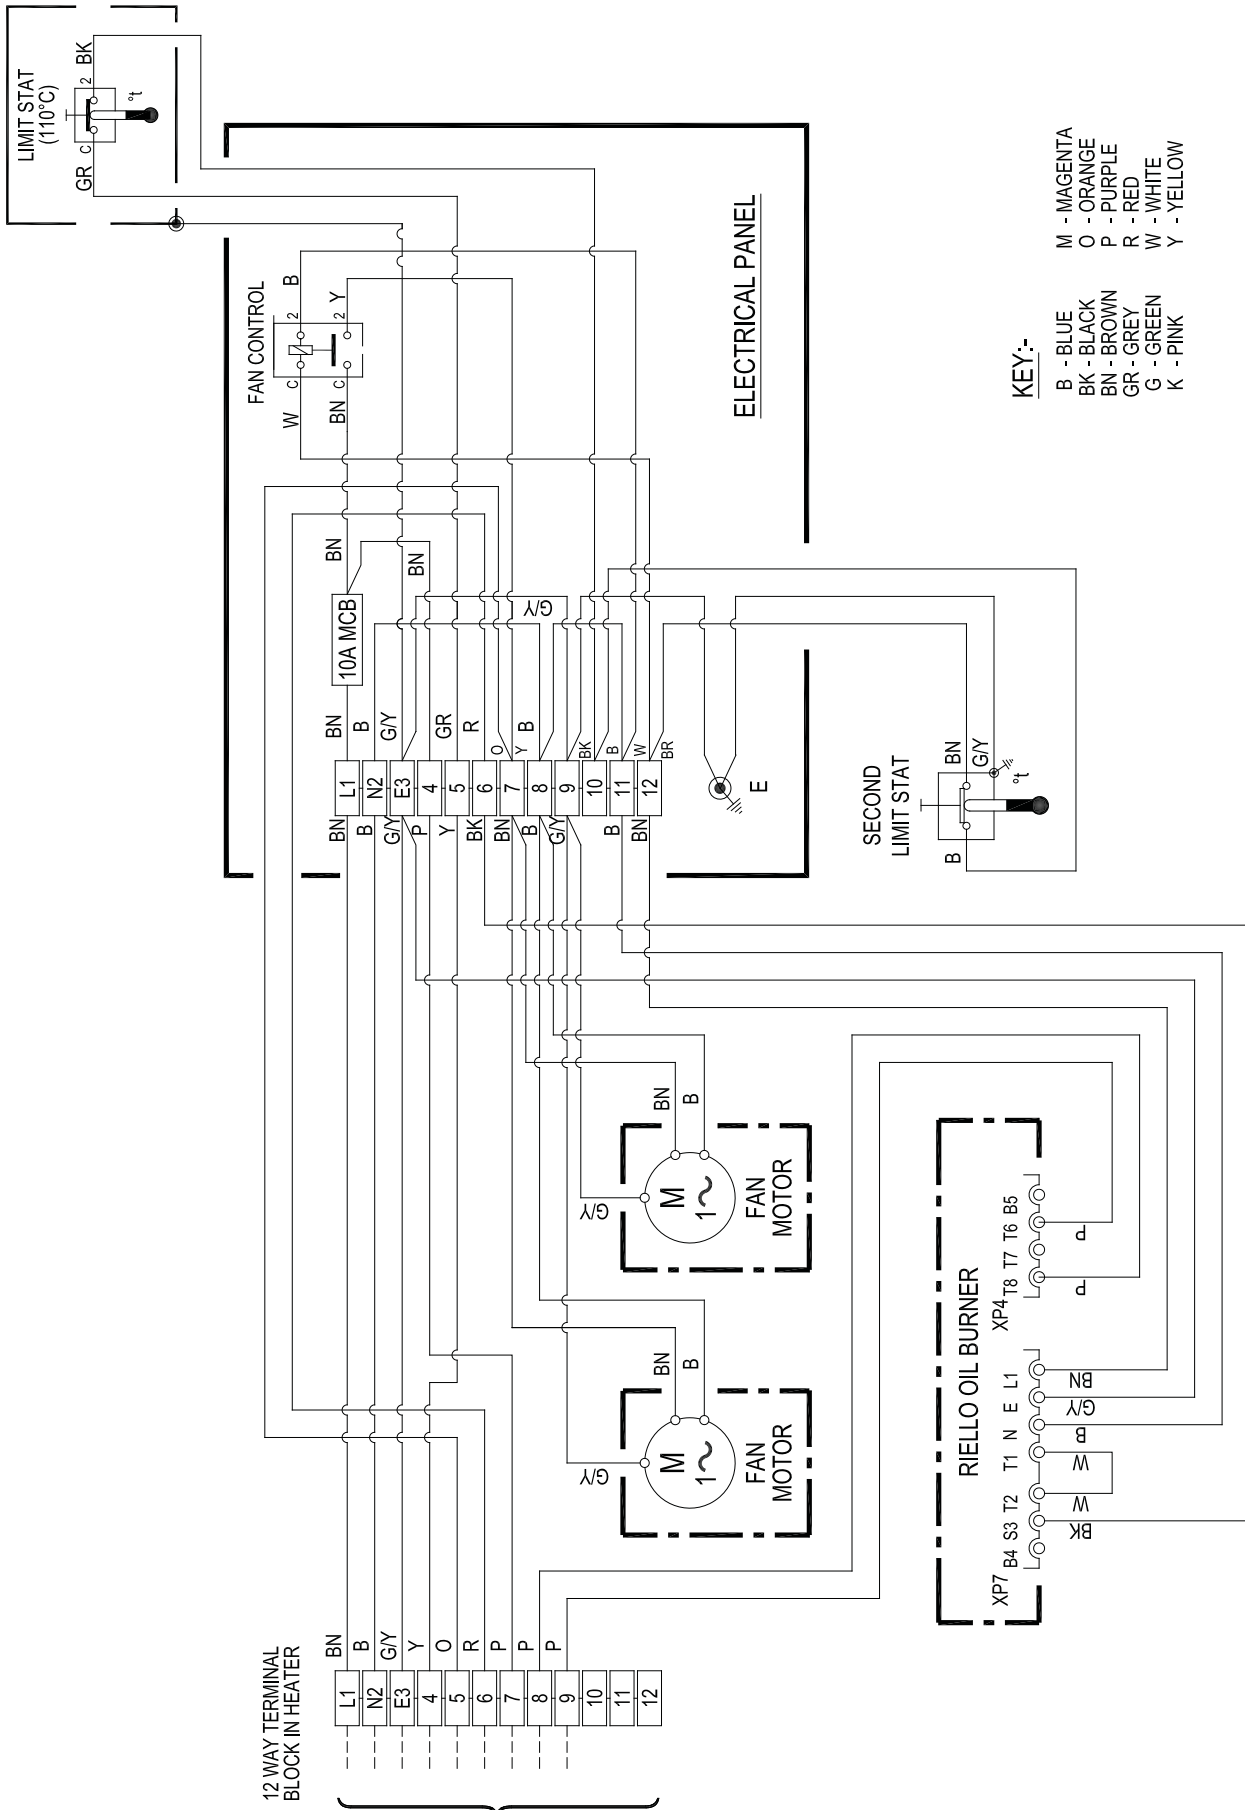 LIMIT STAT
(110°C)
GR
C
2
BK
°t
FAN CONTROL
W
C
2
B
BN
C
2
Y
ELECTRICAL PANEL
BN
BN
10A MCB
G/Y
BN
B
G/Y
GR
R
O
Y
B
BK
B
W
BR
L1
N2
E3
4
5
6
7
8
9
10
11
12
BN
B
G/Y
P
Y
BK
BN
B
G/Y
B
BN
E
SECOND
LIMIT STAT
B
BN
G/Y
°t
KEY:-
B - BLUE
BK - BLACK
BN - BROWN
GR - GREY
G - GREEN
K - PINK
M - MAGENTA
O - ORANGE
P - PURPLE
R - RED
W - WHITE
Y - YELLOW
BN
B
G/Y
M
1~
FAN
MOTOR
BN
B
G/Y
M
1~
FAN
MOTOR
RIELLO OIL BURNER
XP7
B4 S3 T2 T1 N E L1
BK
W
W
B
G/Y
BN
XP4
T8 T7 T6 B5
P
P
12 WAY TERMINAL
BLOCK IN HEATER
L1
N2
E3
4
5
6
7
8
9
10
11
12
BN
B
G/Y
Y
O
R
P
P
P